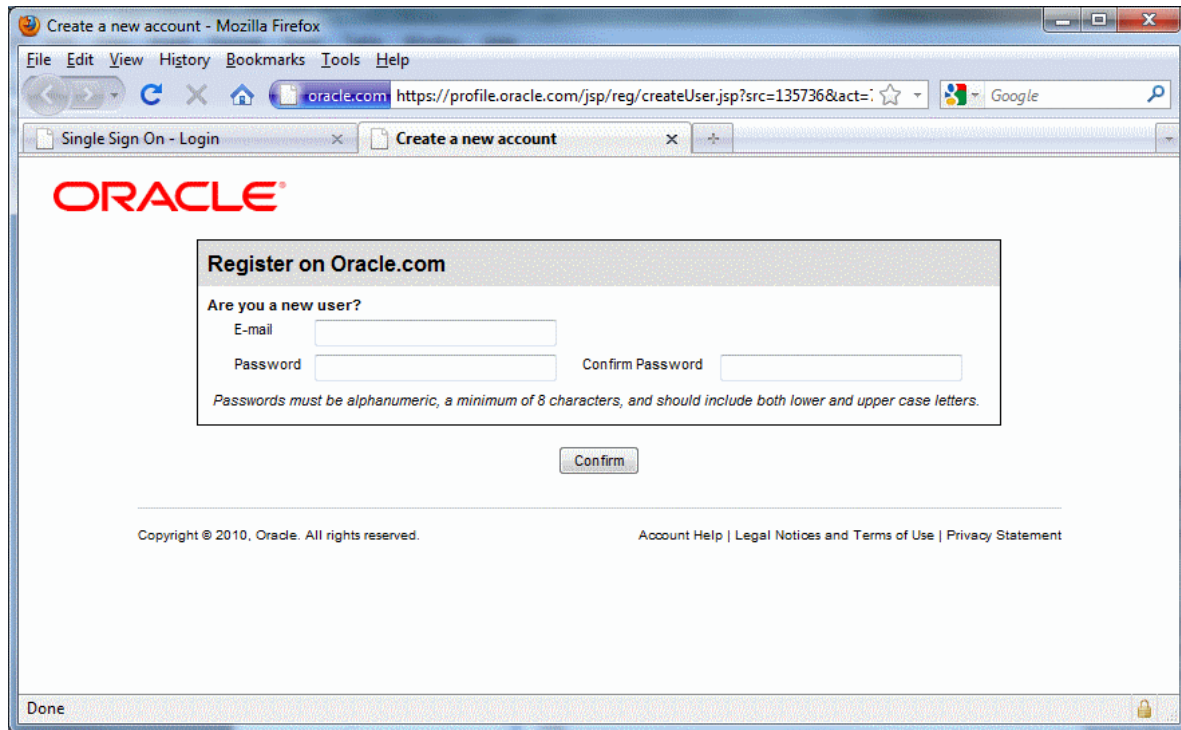 Create a new account - Mozilla Firefox
File Edit View History Bookmarks Tools Help
oracle.com https://profile.oracle.com/jsp/reg/createUser.jsp?src=135736&act= Google
Single Sign On - Login Create a new account
ORACLE®
Register on Oracle.com
Are you a new user?
E-mail
Password Confirm Password
Passwords must be alphanumeric, a minimum of 8 characters, and should include both lower and upper case letters.
Confirm
Copyright © 2010, Oracle. All rights reserved. Account Help | Legal Notices and Terms of Use | Privacy Statement
Done